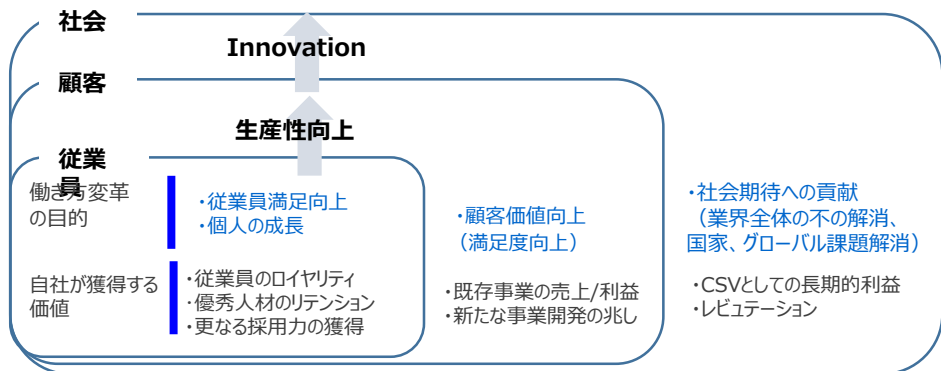 社会
Innovation
顧客
生産性向上
従業
員
働き方変革
の目的
・従業員満足向上
・個人の成長
・顧客価値向上
（満足度向上）
・社会期待への貢献
（業界全体の不の解消、
国家、グローバル課題解消）
自社が獲得する
価値
・従業員のロイヤリティ
・優秀人材のリテンション
・更なる採用力の獲得
・既存事業の売上/利益
・新たな事業開発の兆し
・CSVとしての長期的利益
・レビュテーション